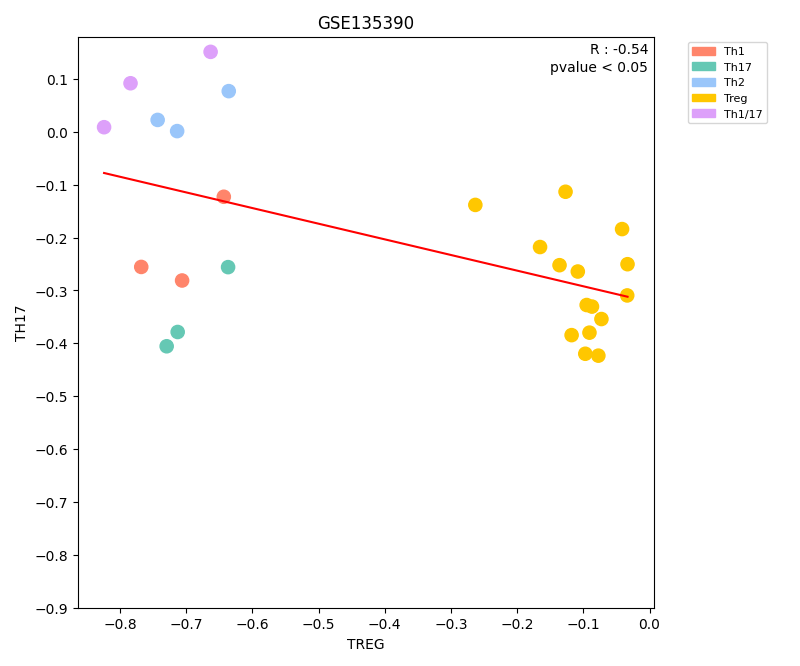 GSE135390
R : -0.54
pvalue < 0.05
Th1
Th17
Th2
Treg
Th1/17
0.1
0.0
−0.1
−0.2
−0.3
−0.4
−0.5
−0.6
−0.7
−0.8
−0.9
TH17
−0.8
−0.7
−0.6
−0.5
−0.4
−0.3
−0.2
−0.1
0.0
TREG